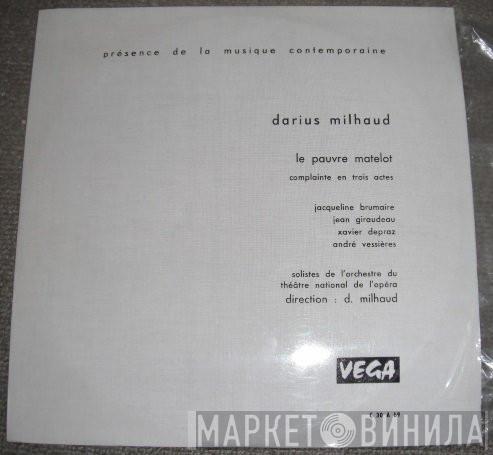 présence de la musique contemporaine
darius milhaud
le pauvre matelot
complainte en trois actes
jacqueline brumaire
jean giraudeau
xavier depraz
andré vessières
solistes de l'orchestre du
théâtre national de l'opéra
direction : d. milhaud
VEGA
МАРКЕТ ВИНИЛА